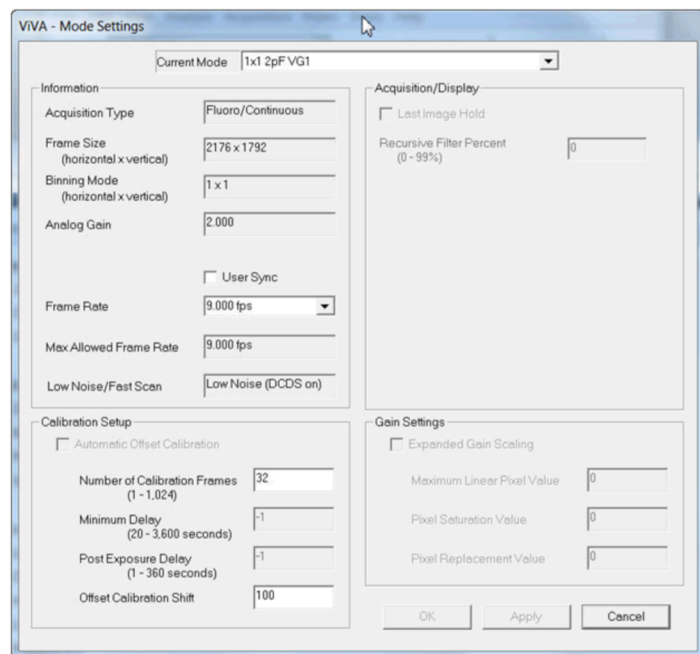 ViVA - Mode Settings
Current Mode 1x1 2pF VG1
Information
Acquisition Type Fluoro/Continuous
Frame Size 2176 x 1792
(horizontal x vertical)
Binning Mode 1 x 1
(horizontal x vertical)
Analog Gain 2.000
User Sync
Frame Rate 9.000 fps
Max Allowed Frame Rate 9.000 fps
Low Noise/Fast Scan Low Noise (DCDS on)
Acquisition/Display
Last Image Hold
Recursive Filter Percent 0
(0 - 99%)
Calibration Setup
Automatic Offset Calibration
Number of Calibration Frames 32
(1 - 1,024)
Minimum Delay -1
(20 - 3,600 seconds)
Post Exposure Delay -1
(1 - 360 seconds)
Offset Calibration Shift 100
Gain Settings
Expanded Gain Scaling
Maximum Linear Pixel Value 0
Pixel Saturation Value 0
Pixel Replacement Value 0
OK Apply Cancel